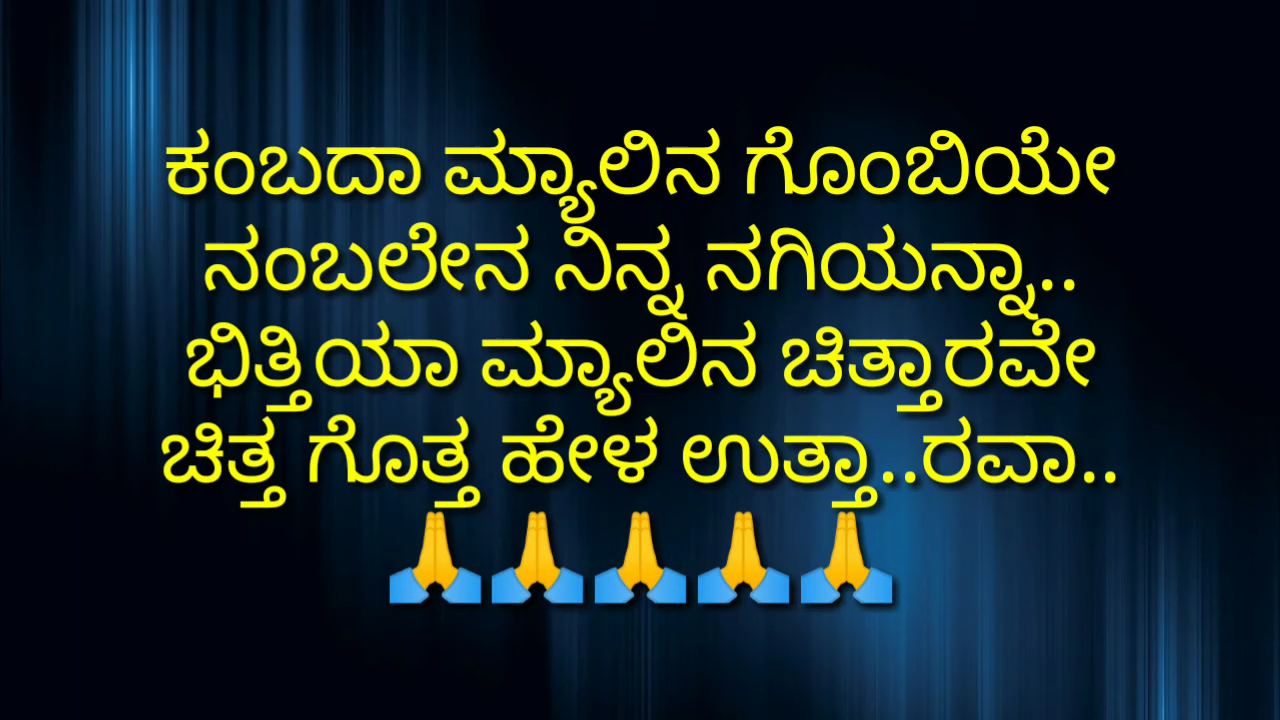 ಕಂಬದಾ ಮ್ಯಾಲಿನ ಗೊಂಬಿಯೇ
ನಂಬಲೇನ ನಿನ್ನ ನಗಿಯನ್ನಾ..
ಭಿತ್ತಿಯಾ ಮ್ಯಾಲಿನ ಚಿತ್ತಾರವೇ
ಚಿತ್ತ ಗೊತ್ತ ಹೇಳ ಉತ್ತಾ..ರವಾ..
🙏🙏🙏🙏🙏